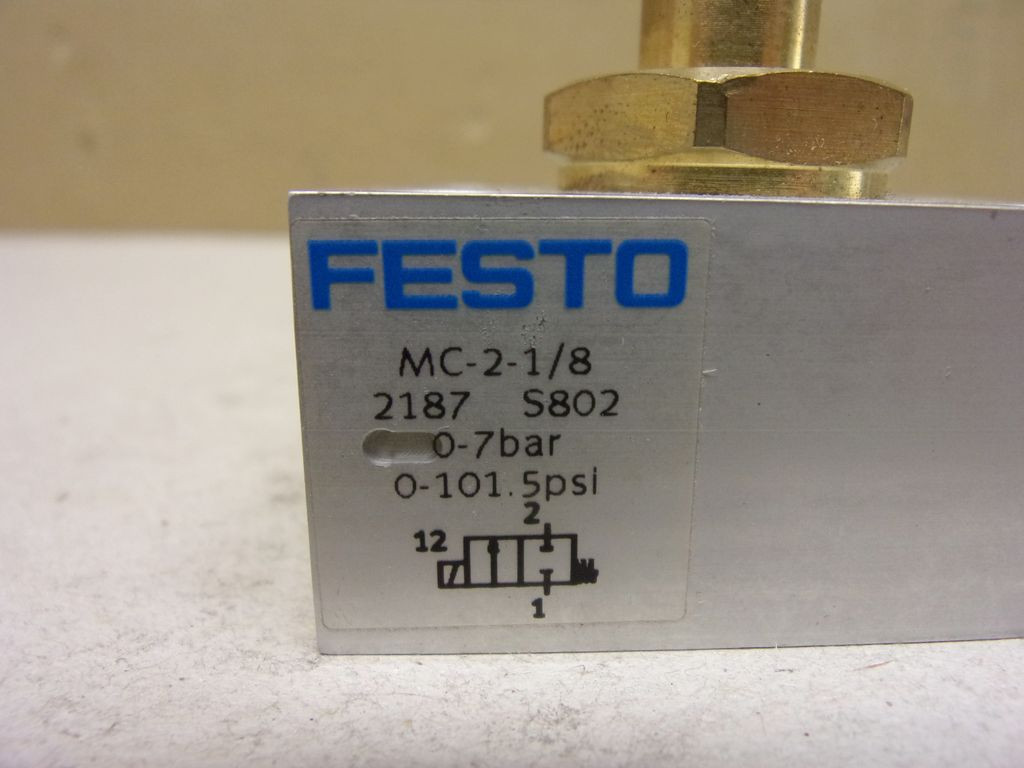 FESTO
MC-2-1/8
2187 S802
0-7bar
0-101.5psi
2
12
1